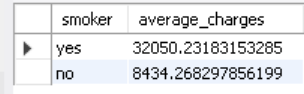 smoker average_charges
yes 32050.23183153285
no 8434.268297856199